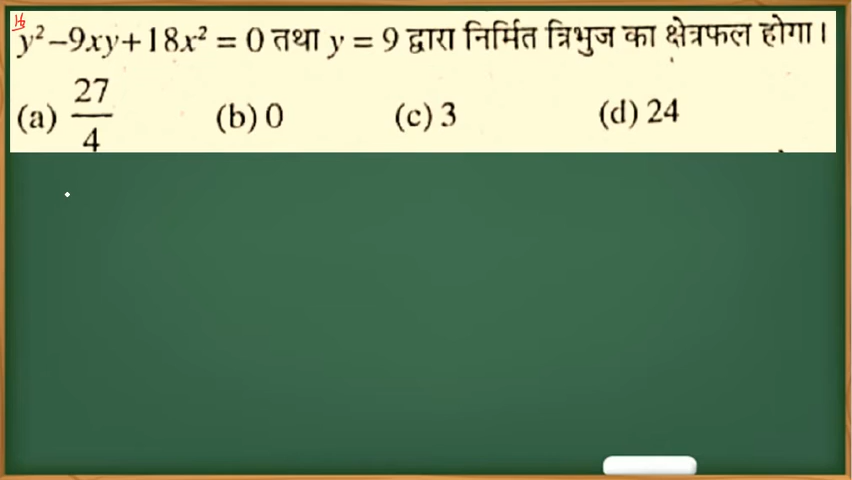 y²–9xy+18x² = 0 तथा y = 9 द्वारा निर्मित त्रिभुज का क्षेत्रफल होगा।
(a) 27/4 (b) 0 (c) 3 (d) 24